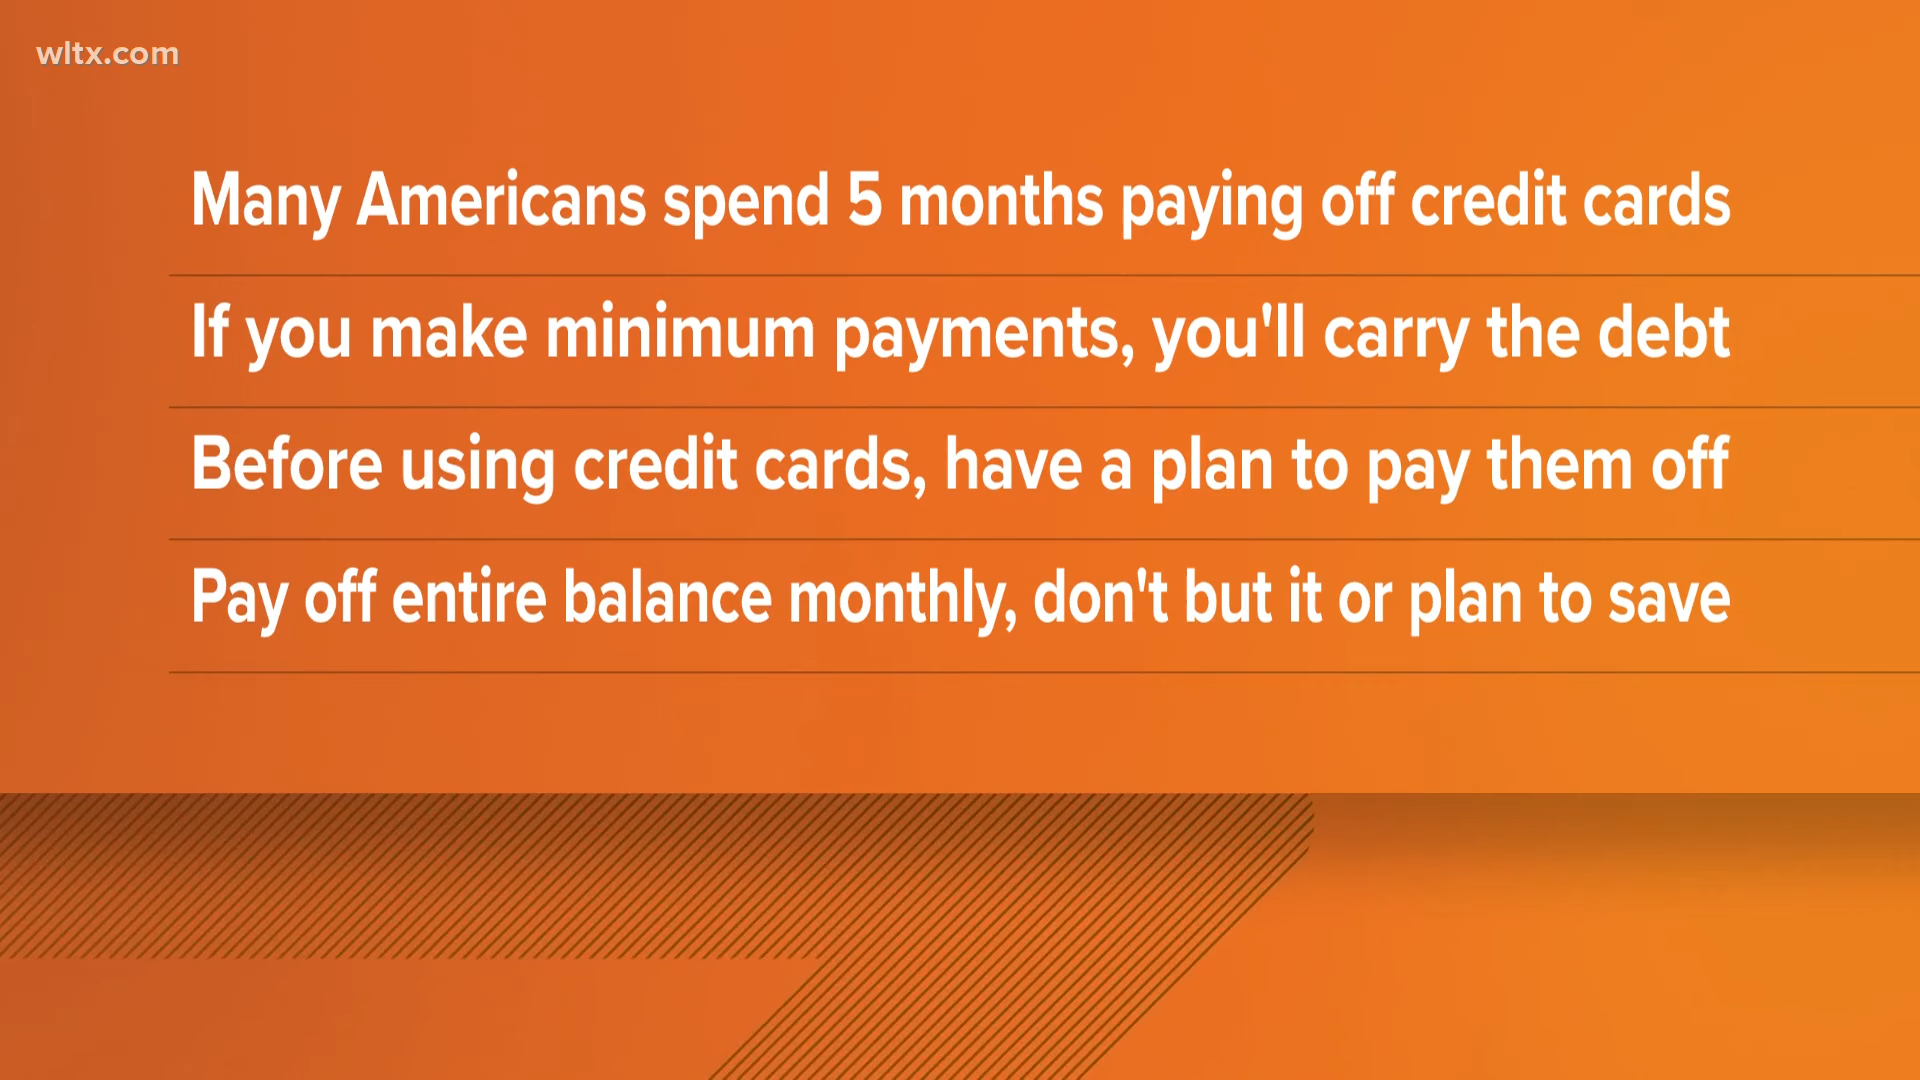 wltx.com
Many Americans spend 5 months paying off credit cards
If you make minimum payments, you'll carry the debt
Before using credit cards, have a plan to pay them off
Pay off entire balance monthly, don't but it or plan to save